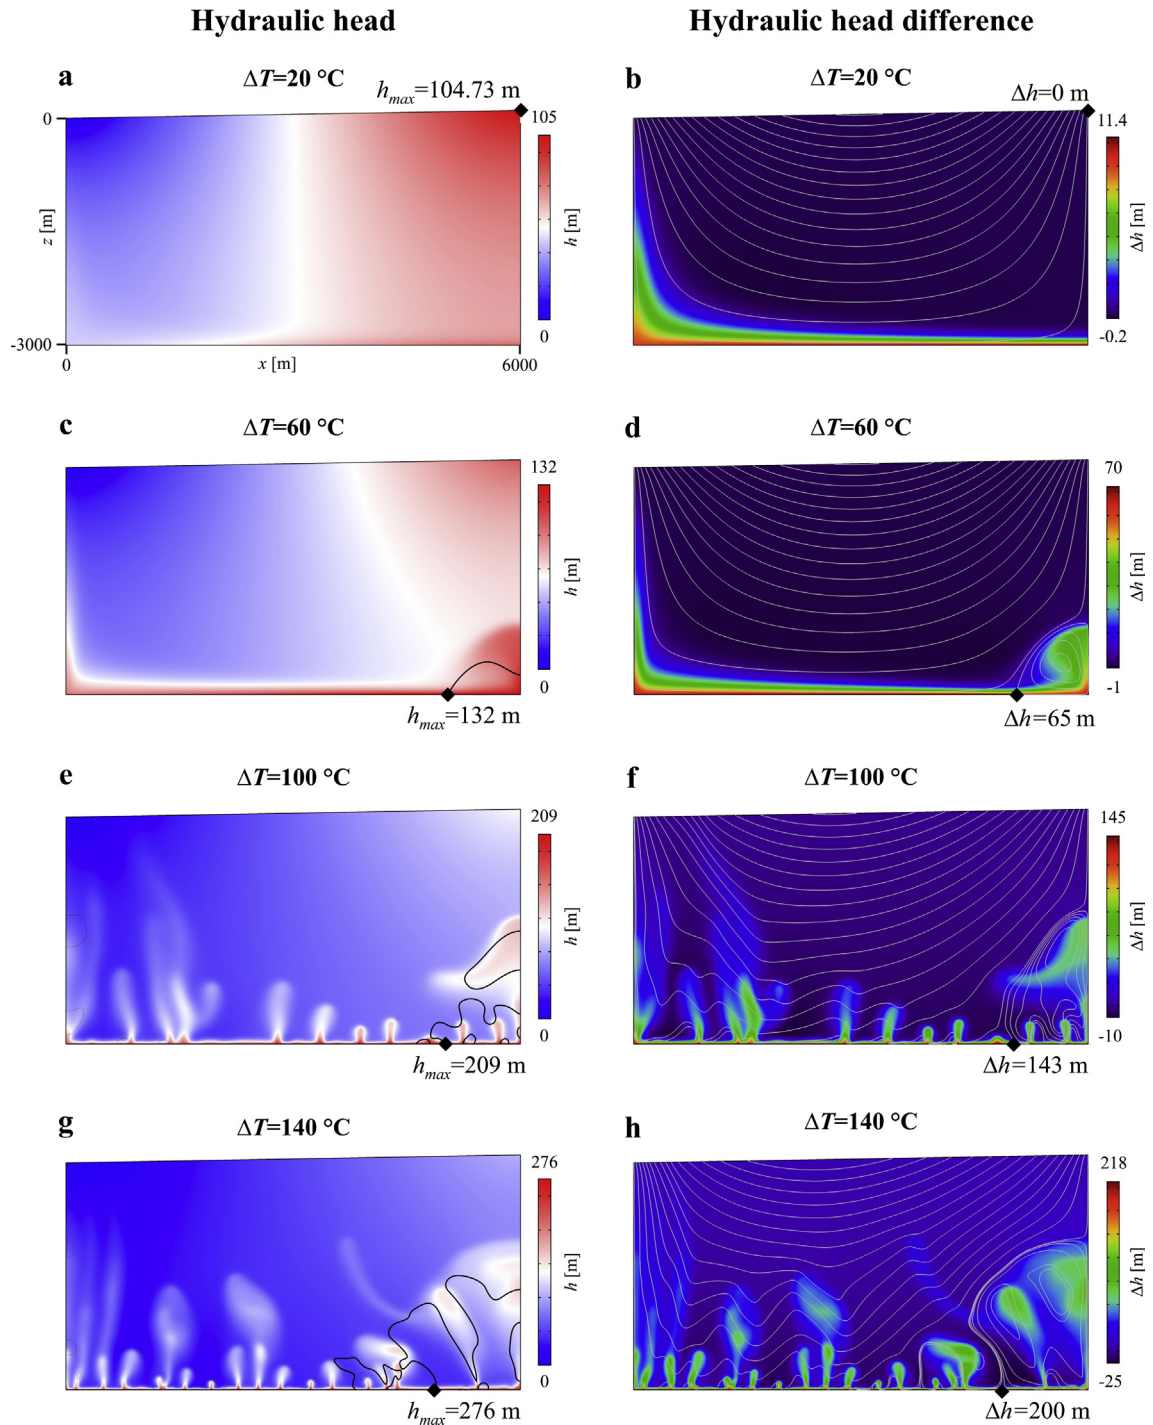 Hydraulic head
Hydraulic head difference
a
ΔT=20 °C
h_max=104.73 m
0
z [m]
-3000
0
x [m]
6000
105
h [m]
0
b
ΔT=20 °C
Δh=0 m
11.4
Δh [m]
-0.2
c
ΔT=60 °C
132
h [m]
0
h_max=132 m
d
ΔT=60 °C
70
Δh [m]
-1
Δh=65 m
e
ΔT=100 °C
209
h [m]
0
h_max=209 m
f
ΔT=100 °C
145
Δh [m]
-10
Δh=143 m
g
ΔT=140 °C
276
h [m]
0
h_max=276 m
h
ΔT=140 °C
218
Δh [m]
-25
Δh=200 m